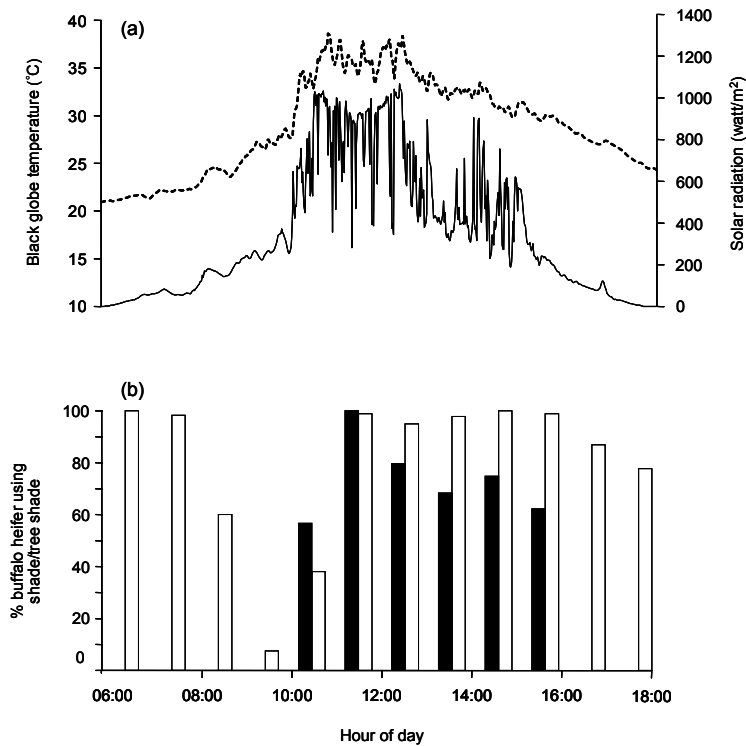 (a)
40
35
30
25
20
15
10
Black globe temperature (°C)
1400
1200
1000
800
600
400
200
0
Solar radiation (watt/m²)
(b)
100
80
60
40
20
0
% buffalo heifer using
shade/tree shade
06:00 08:00 10:00 12:00 14:00 16:00 18:00
Hour of day